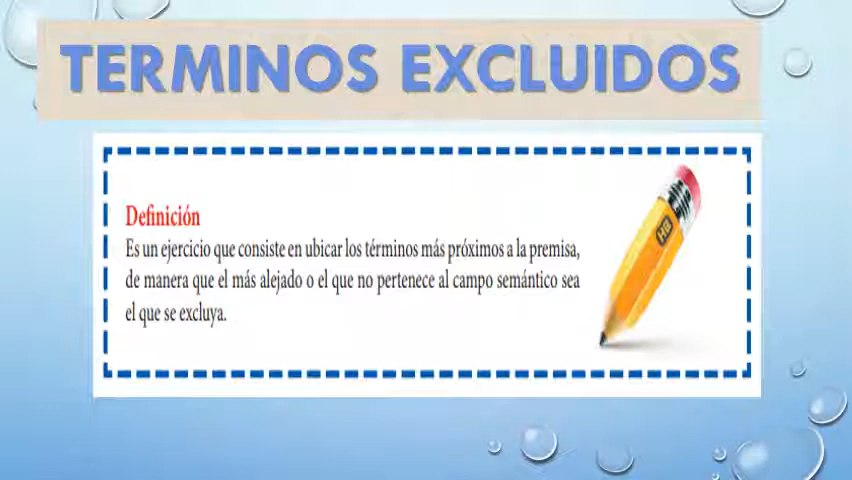 TERMINOS EXCLUIDOS
Definición
Es un ejercicio que consiste en ubicar los términos más próximos a la premisa,
de manera que el más alejado o el que no pertenece al campo semántico sea
el que se excluya.
HB